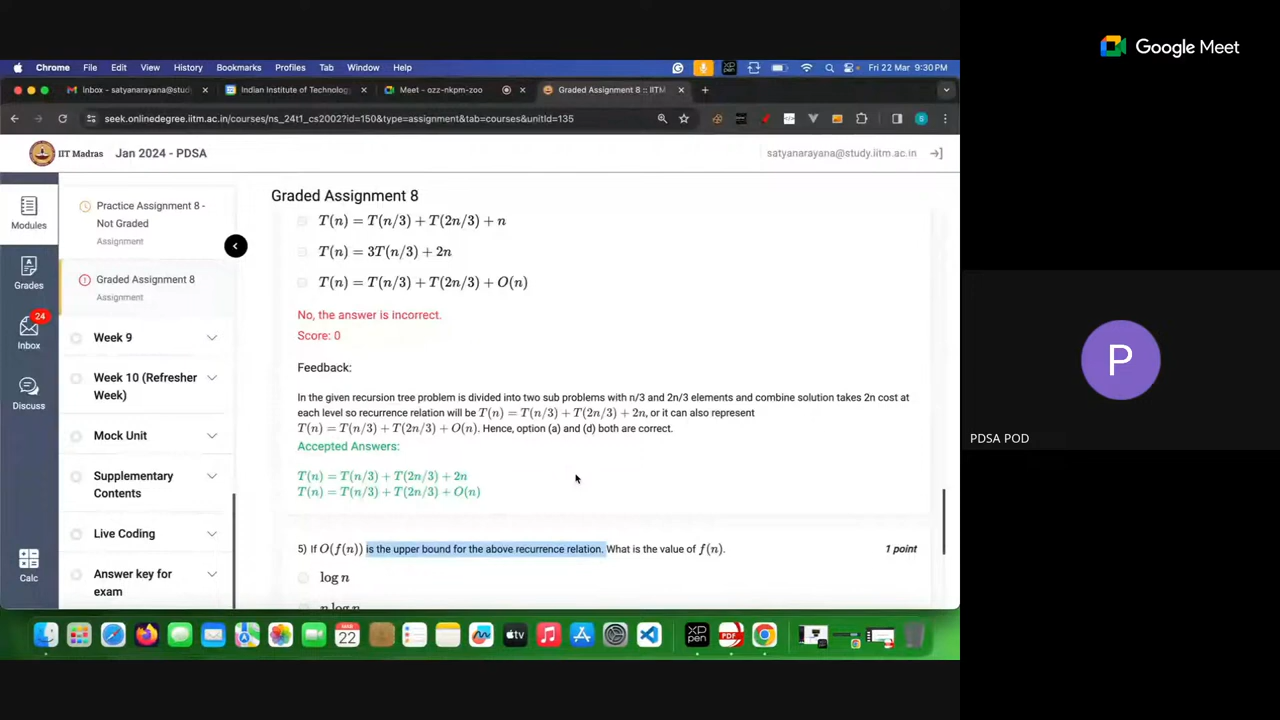 Google Meet
Chrome File Edit View History Bookmarks Profiles Tab Window Help Fri 22 Mar 9:30 PM
Inbox - satyanarayana@stud Indian Institute of Technology Meet - ozz-nkpm-zoo Graded Assignment 8 :: IITM
seek.onlinedegree.iitm.ac.in/courses/ns_24t1_cs2002?id=150&type=assignment&tab=courses&unitId=135
IIT Madras Jan 2024 - PDSA satyanarayana@study.iitm.ac.in
Modules
Grades
24
Inbox
Discuss
Calc
Practice Assignment 8 -
Not Graded
Assignment
Graded Assignment 8
Assignment
Week 9
Week 10 (Refresher
Week)
Mock Unit
Supplementary
Contents
Live Coding
Answer key for
exam
Graded Assignment 8
T(n) = T(n/3) + T(2n/3) + n
T(n) = 3T(n/3) + 2n
T(n) = T(n/3) + T(2n/3) + O(n)
No, the answer is incorrect.
Score: 0
Feedback:
In the given recursion tree problem is divided into two sub problems with n/3 and 2n/3 elements and combine solution takes 2n cost at
each level so recurrence relation will be T(n) = T(n/3) + T(2n/3) + 2n, or it can also represent
T(n) = T(n/3) + T(2n/3) + O(n). Hence, option (a) and (d) both are correct.
Accepted Answers:
T(n) = T(n/3) + T(2n/3) + 2n
T(n) = T(n/3) + T(2n/3) + O(n)
5) If O(f(n)) is the upper bound for the above recurrence relation. What is the value of f(n). 1 point
log n
n log n
MAR
22
tv
XP
pen
PDF
P
PDSA POD